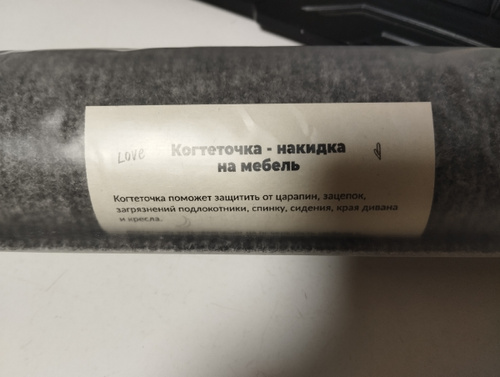 Love
Когтеточка - накидка
на мебель
Когтеточка поможет защитить от царапин, зацепок,
загрязнений подлокотники, спинку, сидения, края дивана
и кресла.